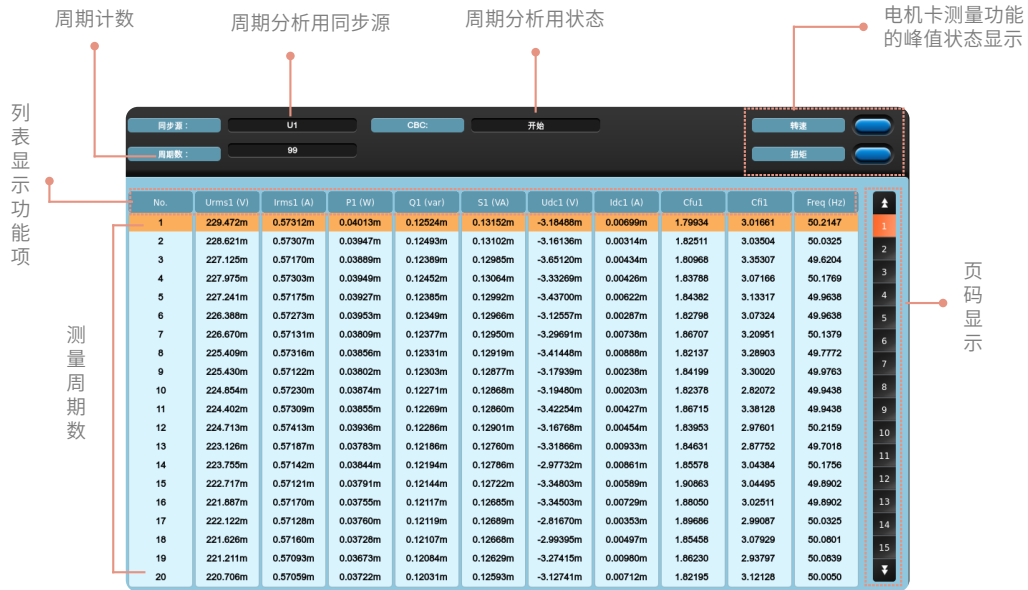 周期计数
周期分析用同步源
周期分析用状态
电机卡测量功能
的峰值状态显示
列表显示功能项
同步源： U1 CBC: 开始 转速
周期数： 99 扭矩
No. Urms1 (V) Irms1 (A) P1 (W) Q1 (var) S1 (VA) Udc1 (V) Idc1 (A) Cfu1 Cfi1 Freq (Hz)
1 229.472m 0.57312m 0.04013m 0.12524m 0.13152m -3.18488m 0.00699m 1.79934 3.01661 50.2147 1
2 228.621m 0.57307m 0.03947m 0.12493m 0.13102m -3.16136m 0.00314m 1.82511 3.03504 50.0325 2
3 227.125m 0.57170m 0.03889m 0.12389m 0.12985m -3.65120m 0.00434m 1.80968 3.35307 49.6204 3
4 227.975m 0.57303m 0.03949m 0.12452m 0.13064m -3.33269m 0.00426m 1.83788 3.07166 50.1769 4
5 227.241m 0.57175m 0.03927m 0.12385m 0.12992m -3.43700m 0.00622m 1.84382 3.13317 49.9638 5
6 226.388m 0.57273m 0.03953m 0.12349m 0.12966m -3.12557m 0.00287m 1.82798 3.07324 49.9638 6
7 226.670m 0.57131m 0.03809m 0.12377m 0.12950m -3.29691m 0.00738m 1.86707 3.20951 50.1379 7
8 225.409m 0.57316m 0.03856m 0.12331m 0.12919m -3.41448m 0.00888m 1.82137 3.28903 49.7772 8
9 225.430m 0.57122m 0.03802m 0.12303m 0.12877m -3.17939m 0.00238m 1.84199 3.30020 49.9763 9
10 224.854m 0.57230m 0.03874m 0.12271m 0.12868m -3.19480m 0.00203m 1.82378 2.82072 49.9438 10
11 224.402m 0.57309m 0.03855m 0.12269m 0.12860m -3.42254m 0.00427m 1.86715 3.38128 49.9438 11
12 224.713m 0.57413m 0.03936m 0.12286m 0.12901m -3.16768m 0.00454m 1.83953 2.97601 50.2159 12
13 223.126m 0.57187m 0.03783m 0.12186m 0.12760m -3.31866m 0.00933m 1.84631 2.87752 49.7018 13
14 223.755m 0.57142m 0.03844m 0.12194m 0.12786m -2.97732m 0.00861m 1.85578 3.04384 50.1756 14
15 222.717m 0.57121m 0.03791m 0.12144m 0.12722m -3.34803m 0.00589m 1.90863 3.04495 49.8902 15
16 221.887m 0.57170m 0.03755m 0.12117m 0.12685m -3.34503m 0.00729m 1.88050 3.02511 49.8902
17 222.122m 0.57128m 0.03760m 0.12119m 0.12689m -2.81670m 0.00353m 1.89686 2.99087 50.0325
18 221.626m 0.57160m 0.03728m 0.12107m 0.12668m -2.99395m 0.00497m 1.85458 3.07929 50.0801
19 221.211m 0.57093m 0.03673m 0.12084m 0.12629m -3.27415m 0.00980m 1.86230 2.93797 50.0839
20 220.706m 0.57059m 0.03722m 0.12031m 0.12593m -3.12741m 0.00712m 1.82195 3.12128 50.0050
测量周期数
页码显示